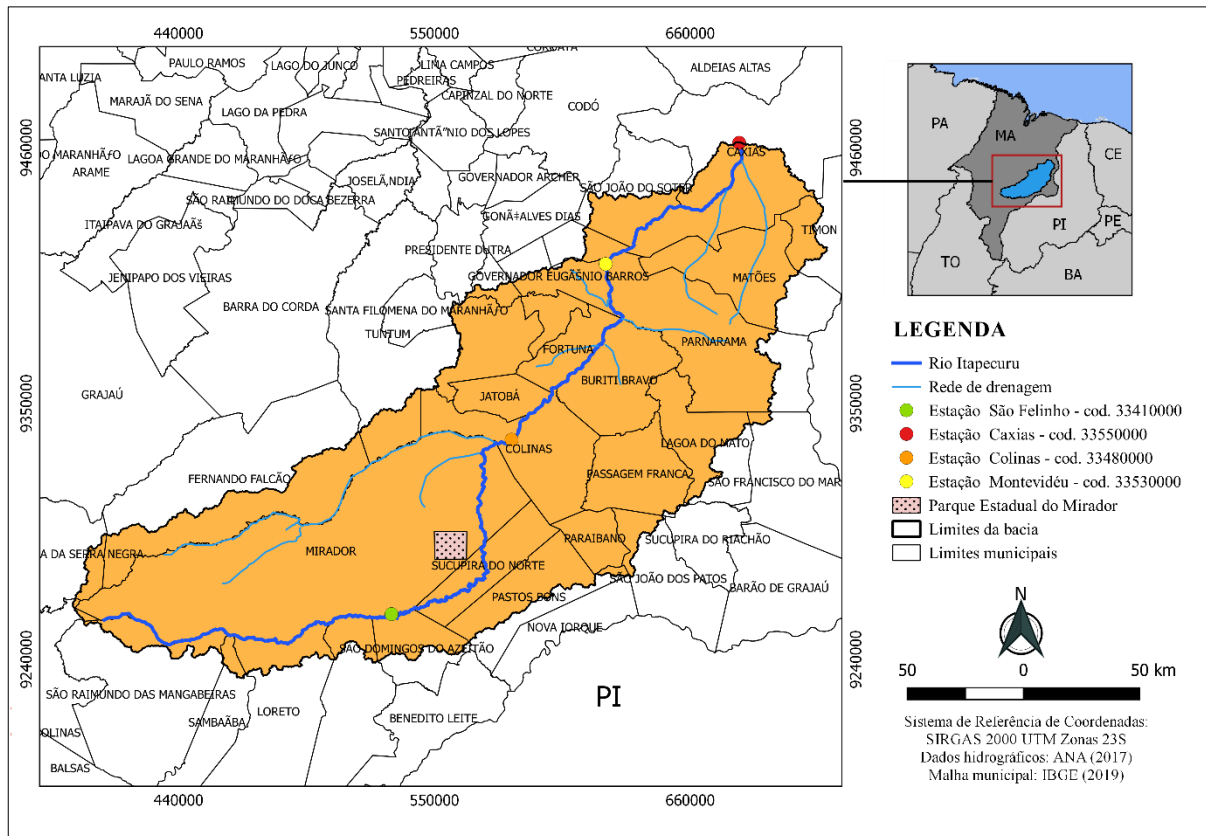 440000
550000
660000
COROATÁ
PAULO RAMOS
LAGO DO JUNCO
LIMA CAMPOS
ALDEIAS ALTAS
ANTA LUZIA
PEDREIRAS
MARAJÃ DO SENA
CAPINZAL DO NORTE
LAGO DA PEDRA
CODÓ
SANTO ANTÃ"NIO DOS LOPES
9460000
9460000
CAXIAS
DO MARANHÃƒO
LAGOA GRANDE DO MARANHÃƒO
ARAME
JOSELÃ‚NDIA
GOVERNADOR ARCHER
SÃO JOÃO DO SOTER
SÃO RAIMUNDO DO DOCA BEZERRA
ITAIPAVA DO GRAJAÃš
GONÃ‡ALVES DIAS
TIMON
PRESIDENTE DUTRA
JENIPAPO DOS VIEIRAS
GOVERNADOR EUGÃŠNIO BARROS
MATÕES
BARRA DO CORDA
SANTA FILOMENA DO MARANHÃƒO
TUNTUM
PARNARAMA
FORTUNA
BURITI BRAVO
GRAJAÚ
JATOBÁ
9350000
9350000
LAGOA DO MATO
COLINAS
PASSAGEM FRANCA
FERNANDO FALCÃO
SÃO FRANCISCO DO MAR
MIRADOR
PARAIBANO
SUCUPIRA DO RIACHÃO
A DA SERRA NEGRA
SUCUPIRA DO NORTE
SÃO JOÃO DOS PATOS
BARÃO DE GRAJAÚ
PASTOS BONS
NOVA IORQUE
9240000
9240000
SÃO DOMINGOS DO AZEITÃO
SÃO RAIMUNDO DAS MANGABEIRAS
PI
LORETO
BENEDITO LEITE
SAMBAÃBA
OLINAS
BALSAS
440000
550000
660000
PA
MA
CE
PI
PE
TO
BA
LEGENDA
Rio Itapecuru
Rede de drenagem
Estação São Felinho - cod. 33410000
Estação Caxias - cod. 33550000
Estação Colinas - cod. 33480000
Estação Montevidéu - cod. 33530000
Parque Estadual do Mirador
Limites da bacia
Limites municipais
N
50 0 50 km
Sistema de Referência de Coordenadas:
SIRGAS 2000 UTM Zonas 23S
Dados hidrográficos: ANA (2017)
Malha municipal: IBGE (2019)